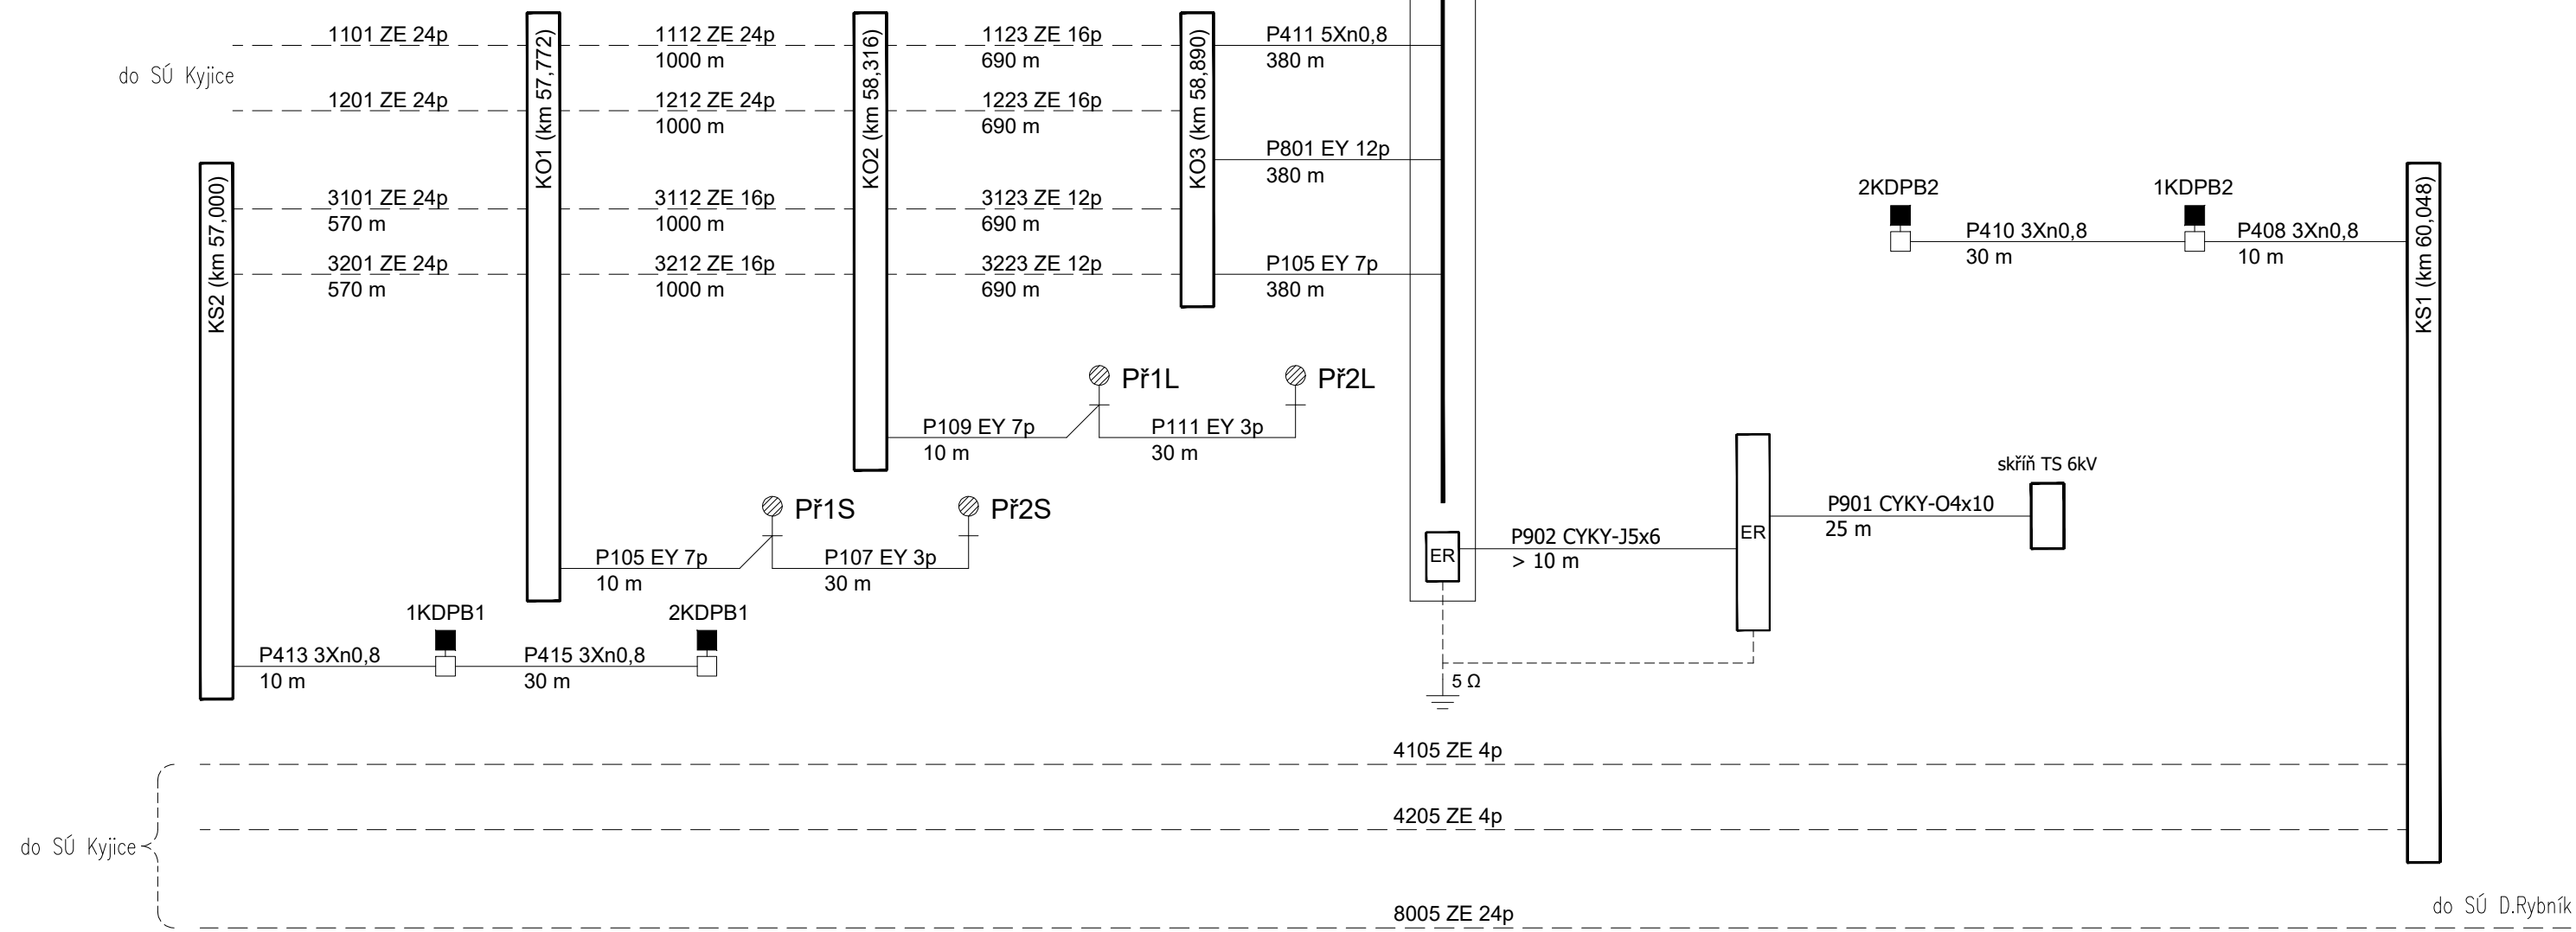 1101 ZE 24p
1112 ZE 24p
1000 m
1123 ZE 16p
690 m
P411 5Xn0,8
380 m
do SÚ Kyjice
1201 ZE 24p
1212 ZE 24p
1000 m
1223 ZE 16p
690 m
P801 EY 12p
380 m
KS2 (km 57,000)
KO1 (km 57,772)
KO2 (km 58,316)
KO3 (km 58,890)
KS1 (km 60,048)
3101 ZE 24p
570 m
3112 ZE 16p
1000 m
3123 ZE 12p
690 m
3201 ZE 24p
570 m
3212 ZE 16p
1000 m
3223 ZE 12p
690 m
P105 EY 7p
380 m
2KDPB2
1KDPB2
P410 3Xn0,8
30 m
P408 3Xn0,8
10 m
Př1L
Př2L
P109 EY 7p
10 m
P111 EY 3p
30 m
Př1S
Př2S
P105 EY 7p
10 m
P107 EY 3p
30 m
skříň TS 6kV
P901 CYKY-O4x10
25 m
ER
P902 CYKY-J5x6
> 10 m
ER
1KDPB1
2KDPB1
P413 3Xn0,8
10 m
P415 3Xn0,8
30 m
5 Ω
4105 ZE 4p
4205 ZE 4p
do SÚ Kyjice
8005 ZE 24p
do SÚ D.Rybník